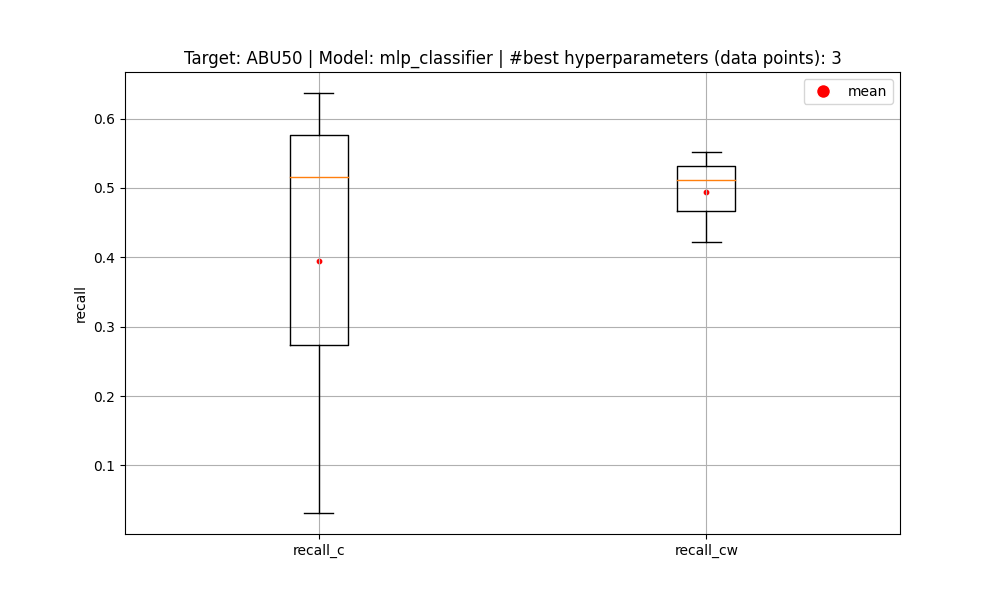 Target: ABU50 | Model: mlp_classifier | #best hyperparameters (data points): 3
mean
0.6
0.5
0.4
0.3
0.2
0.1
recall
recall_c
recall_cw